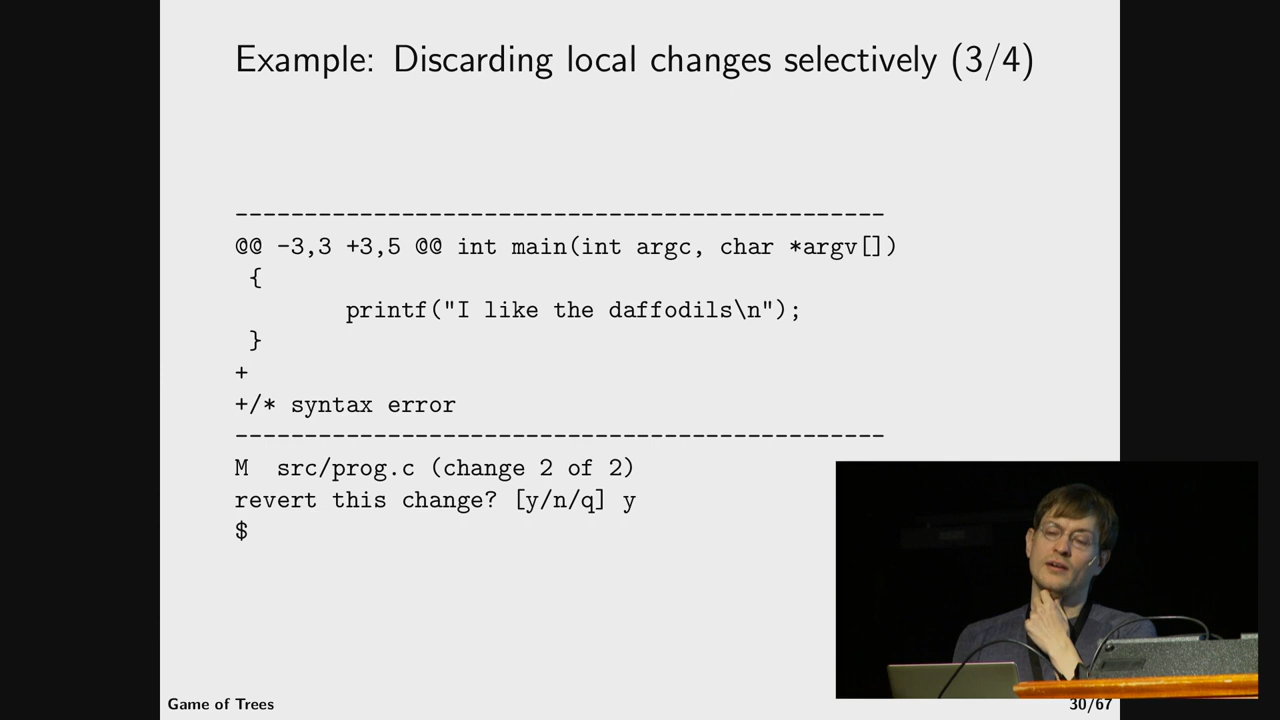 Example: Discarding local changes selectively (3/4)
-----------------------------------------------
@@ -3,3 +3,5 @@ int main(int argc, char *argv[])
 {
        printf("I like the daffodils\n");
 }
+
+/* syntax error
-----------------------------------------------
M  src/prog.c (change 2 of 2)
revert this change? [y/n/q] y
$
Game of Trees
30/67